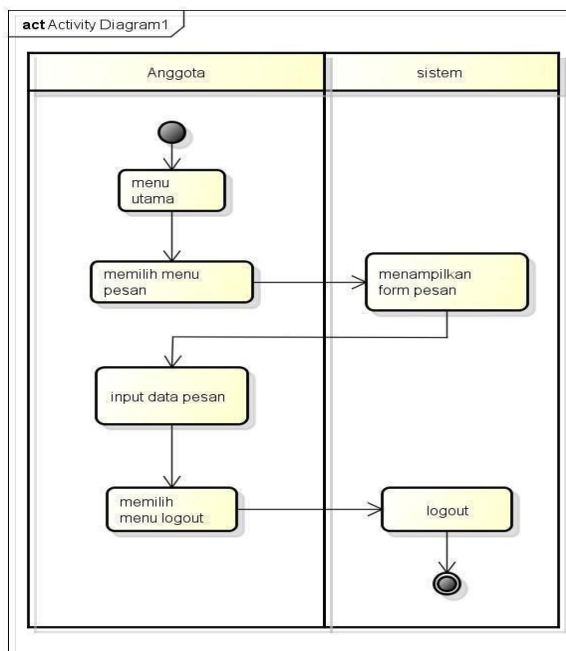 act Activity Diagram1
Anggota
sistem
menu
utama
memilih menu
pesan
menampilkan
form pesan
input data pesan
memilih
menu logout
logout